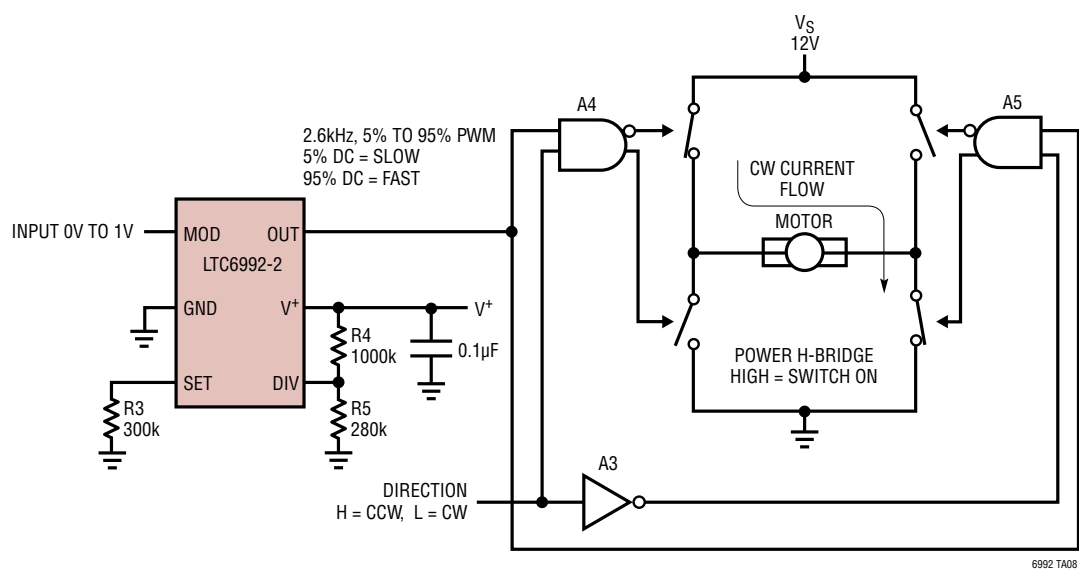 V_S
12V
A4
A5
2.6kHz, 5% TO 95% PWM
5% DC = SLOW
95% DC = FAST
CW CURRENT
FLOW
MOTOR
INPUT 0V TO 1V
MOD
OUT
LTC6992-2
GND
V⁺
V⁺
R4
1000k
0.1µF
SET
DIV
R3
300k
R5
280k
POWER H-BRIDGE
HIGH = SWITCH ON
A3
DIRECTION
H = CCW, L = CW
6992 TA08